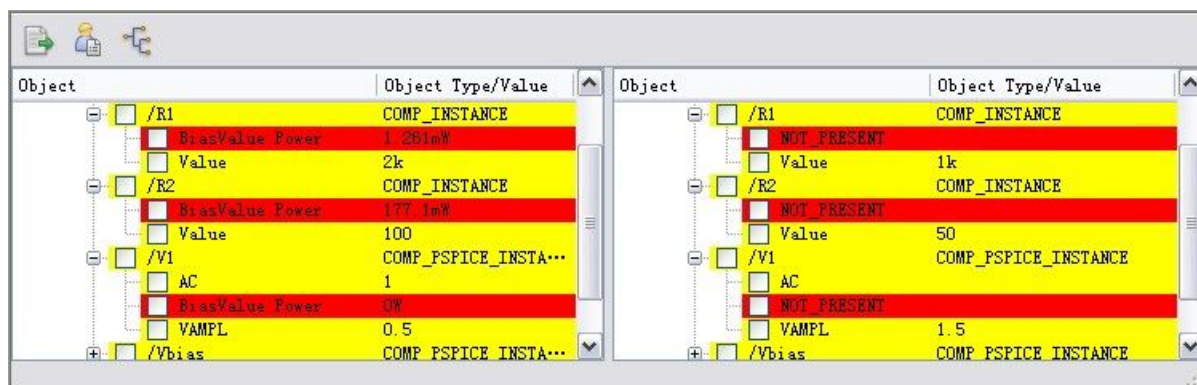 Object Object Type/Value Object Object Type/Value
/R1 COMP_INSTANCE /R1 COMP_INSTANCE
BiasValue Power 1.261mW NOT_PRESENT
Value 2k Value 1k
/R2 COMP_INSTANCE /R2 COMP_INSTANCE
BiasValue Power 177.1mW NOT_PRESENT
Value 100 Value 50
/V1 COMP_PSPICE_INSTA... /V1 COMP_PSPICE_INSTANCE
AC 1 AC
BiasValue Power 0W NOT_PRESENT
VAMPL 0.5 VAMPL 1.5
/Vbias COMP_PSPICE_INSTA... /Vbias COMP_PSPICE_INSTANCE